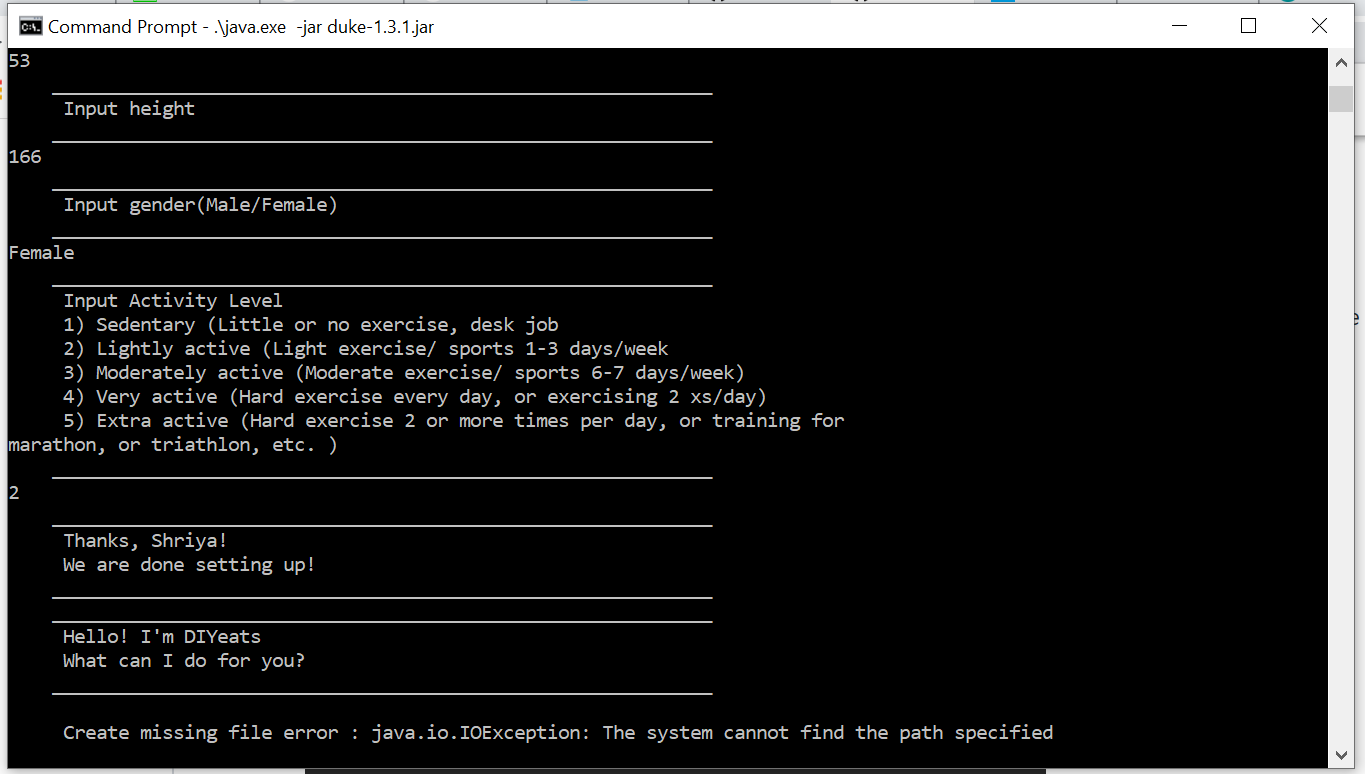 Command Prompt - .\java.exe  -jar duke-1.3.1.jar
53
Input height
166
Input gender(Male/Female)
Female
Input Activity Level
1) Sedentary (Little or no exercise, desk job
2) Lightly active (Light exercise/ sports 1-3 days/week
3) Moderately active (Moderate exercise/ sports 6-7 days/week)
4) Very active (Hard exercise every day, or exercising 2 xs/day)
5) Extra active (Hard exercise 2 or more times per day, or training for
marathon, or triathlon, etc. )
2
Thanks, Shriya!
We are done setting up!
Hello! I'm DIYeats
What can I do for you?
Create missing file error : java.io.IOException: The system cannot find the path specified